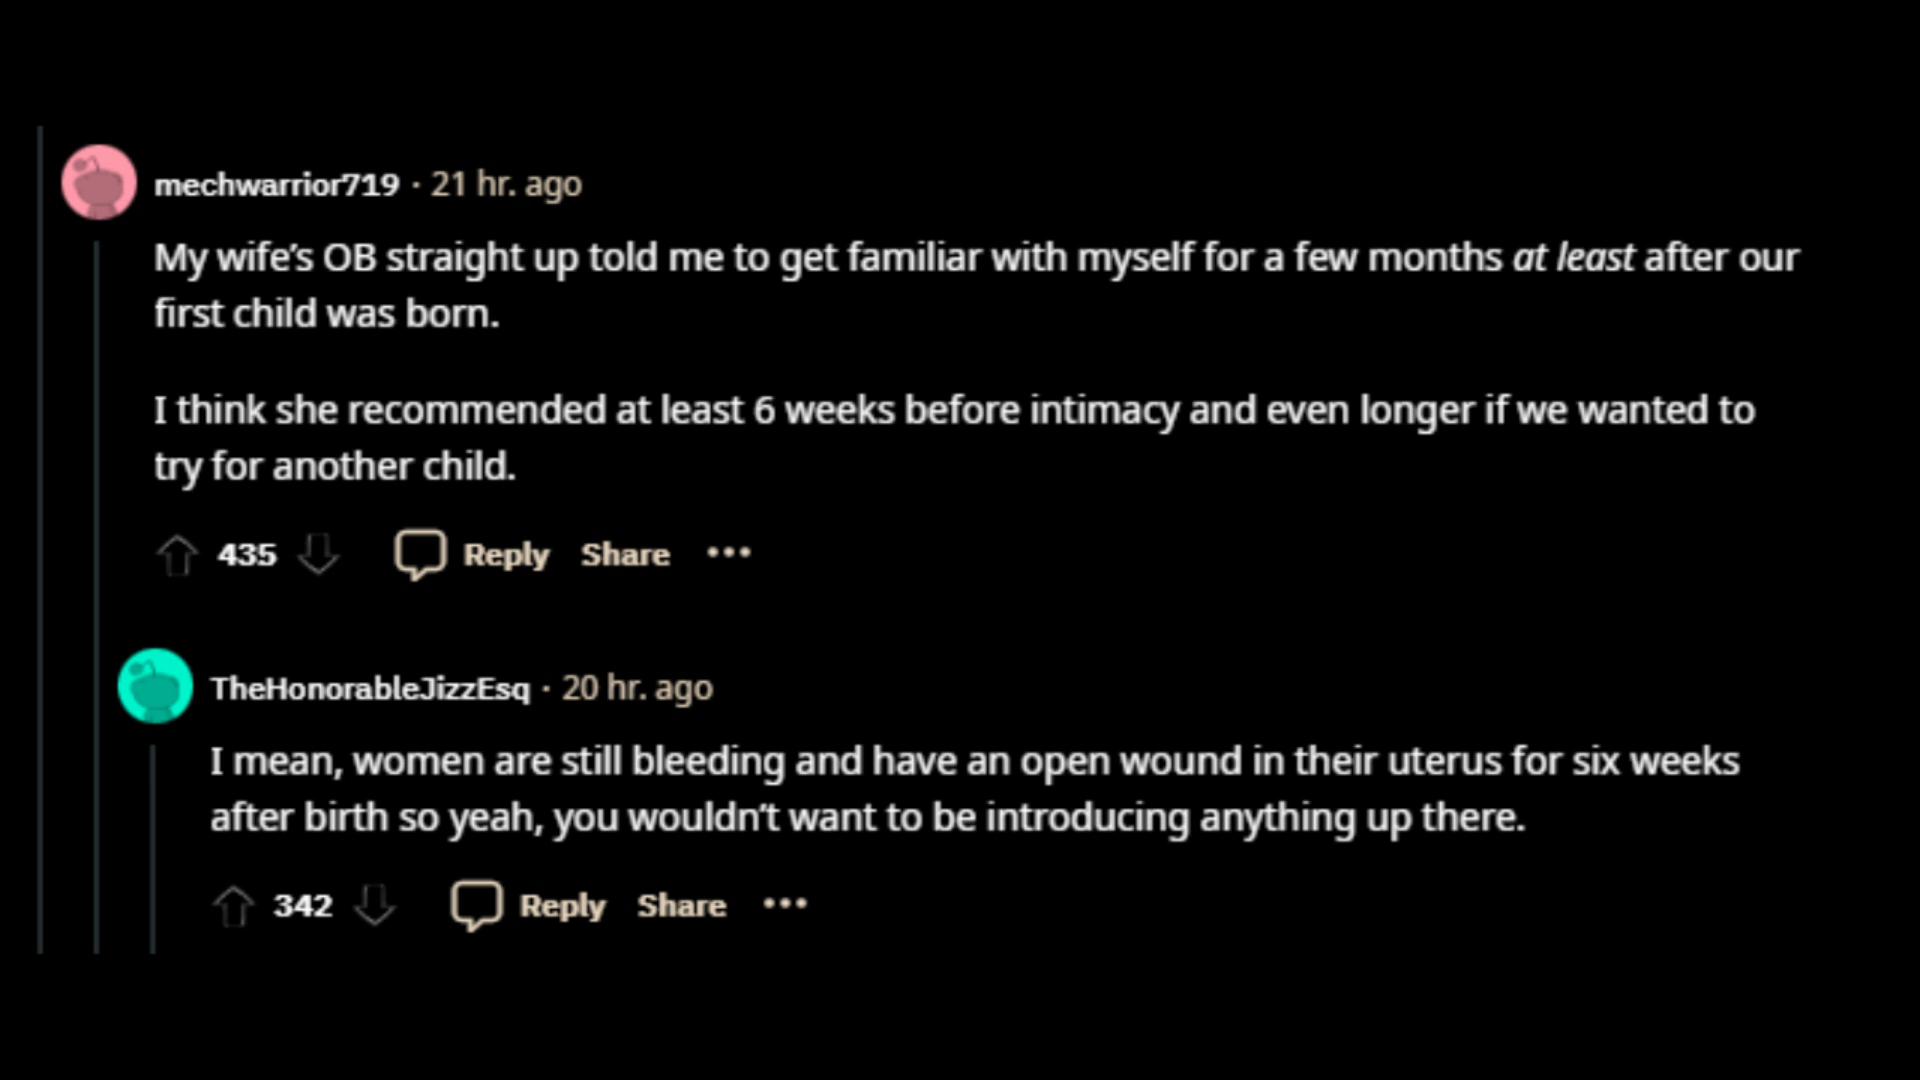 mechwarrior719 · 21 hr. ago
My wife’s OB straight up told me to get familiar with myself for a few months at least after our
first child was born.
I think she recommended at least 6 weeks before intimacy and even longer if we wanted to
try for another child.
435 Reply Share •••
TheHonorableJizzEsq · 20 hr. ago
I mean, women are still bleeding and have an open wound in their uterus for six weeks
after birth so yeah, you wouldn’t want to be introducing anything up there.
342 Reply Share •••